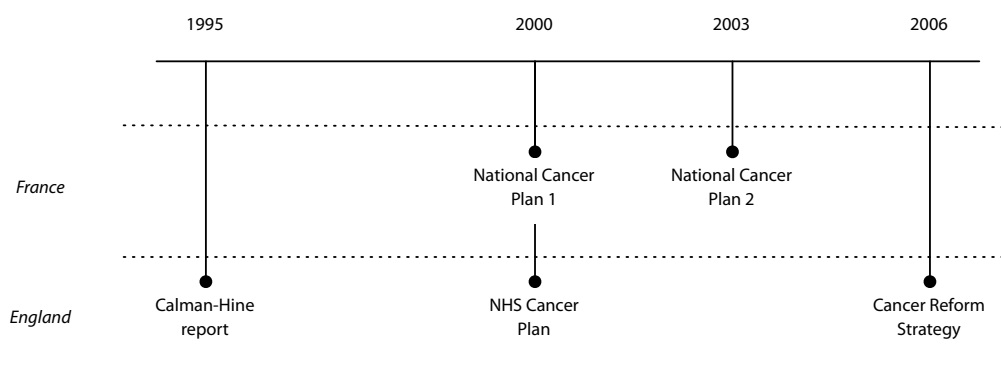 1995 2000 2003 2006
National Cancer National Cancer
Plan 1 Plan 2
France
Calman-Hine NHS Cancer Cancer Reform
report Plan Strategy
England